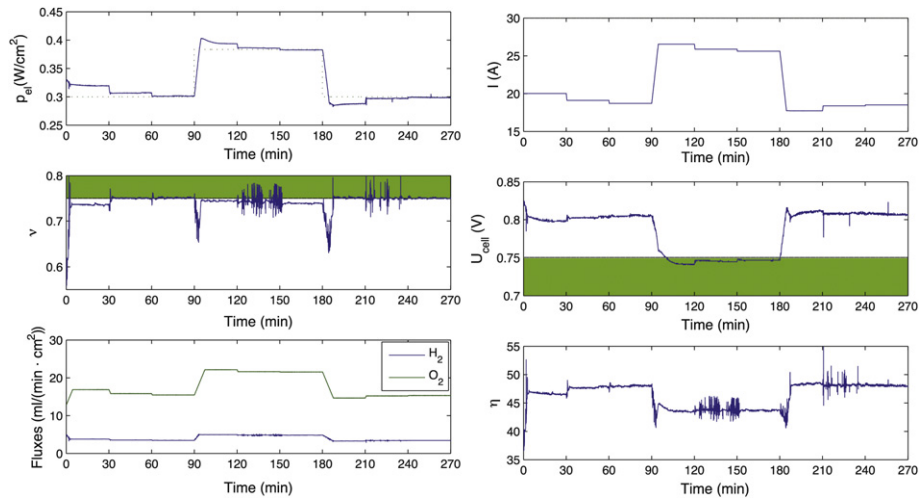 0.45
0.4
0.35
0.3
0.25
p_el (W/cm²)
0 30 60 90 120 150 180 210 240 270
Time (min)
30
25
20
15
I (A)
0 30 60 90 120 150 180 210 240 270
Time (min)
0.8
0.7
0.6
ν
0 30 60 90 120 150 180 210 240 270
Time (min)
0.85
0.8
0.75
0.7
U_cell (V)
0 30 60 90 120 150 180 210 240 270
Time (min)
30
20
10
0
Fluxes (ml/(min · cm²))
H₂
O₂
0 30 60 90 120 150 180 210 240 270
Time (min)
55
50
45
40
35
η
0 30 60 90 120 150 180 210 240 270
Time (min)